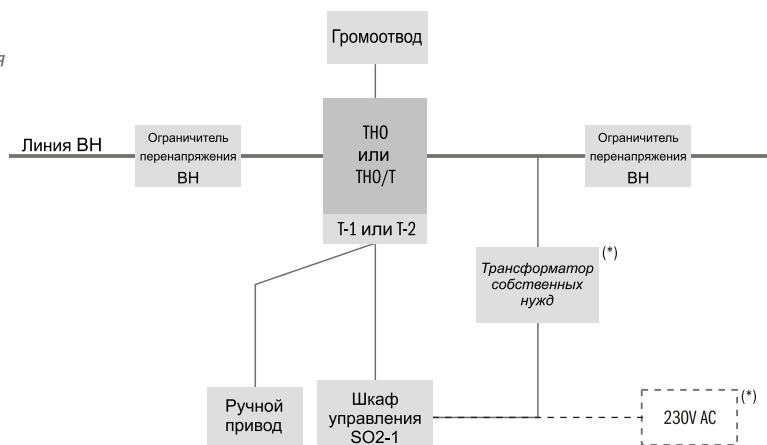 Громоотвод
я
Линия ВН
Ограничитель
перенапряжения
ВН
ТНО
или
ТНО/Т
Ограничитель
перенапряжения
ВН
Т-1 или Т-2
Трансформатор
собственных
нужд
(*)
Ручной
привод
Шкаф
управления
SO2-1
230V AC
(*)